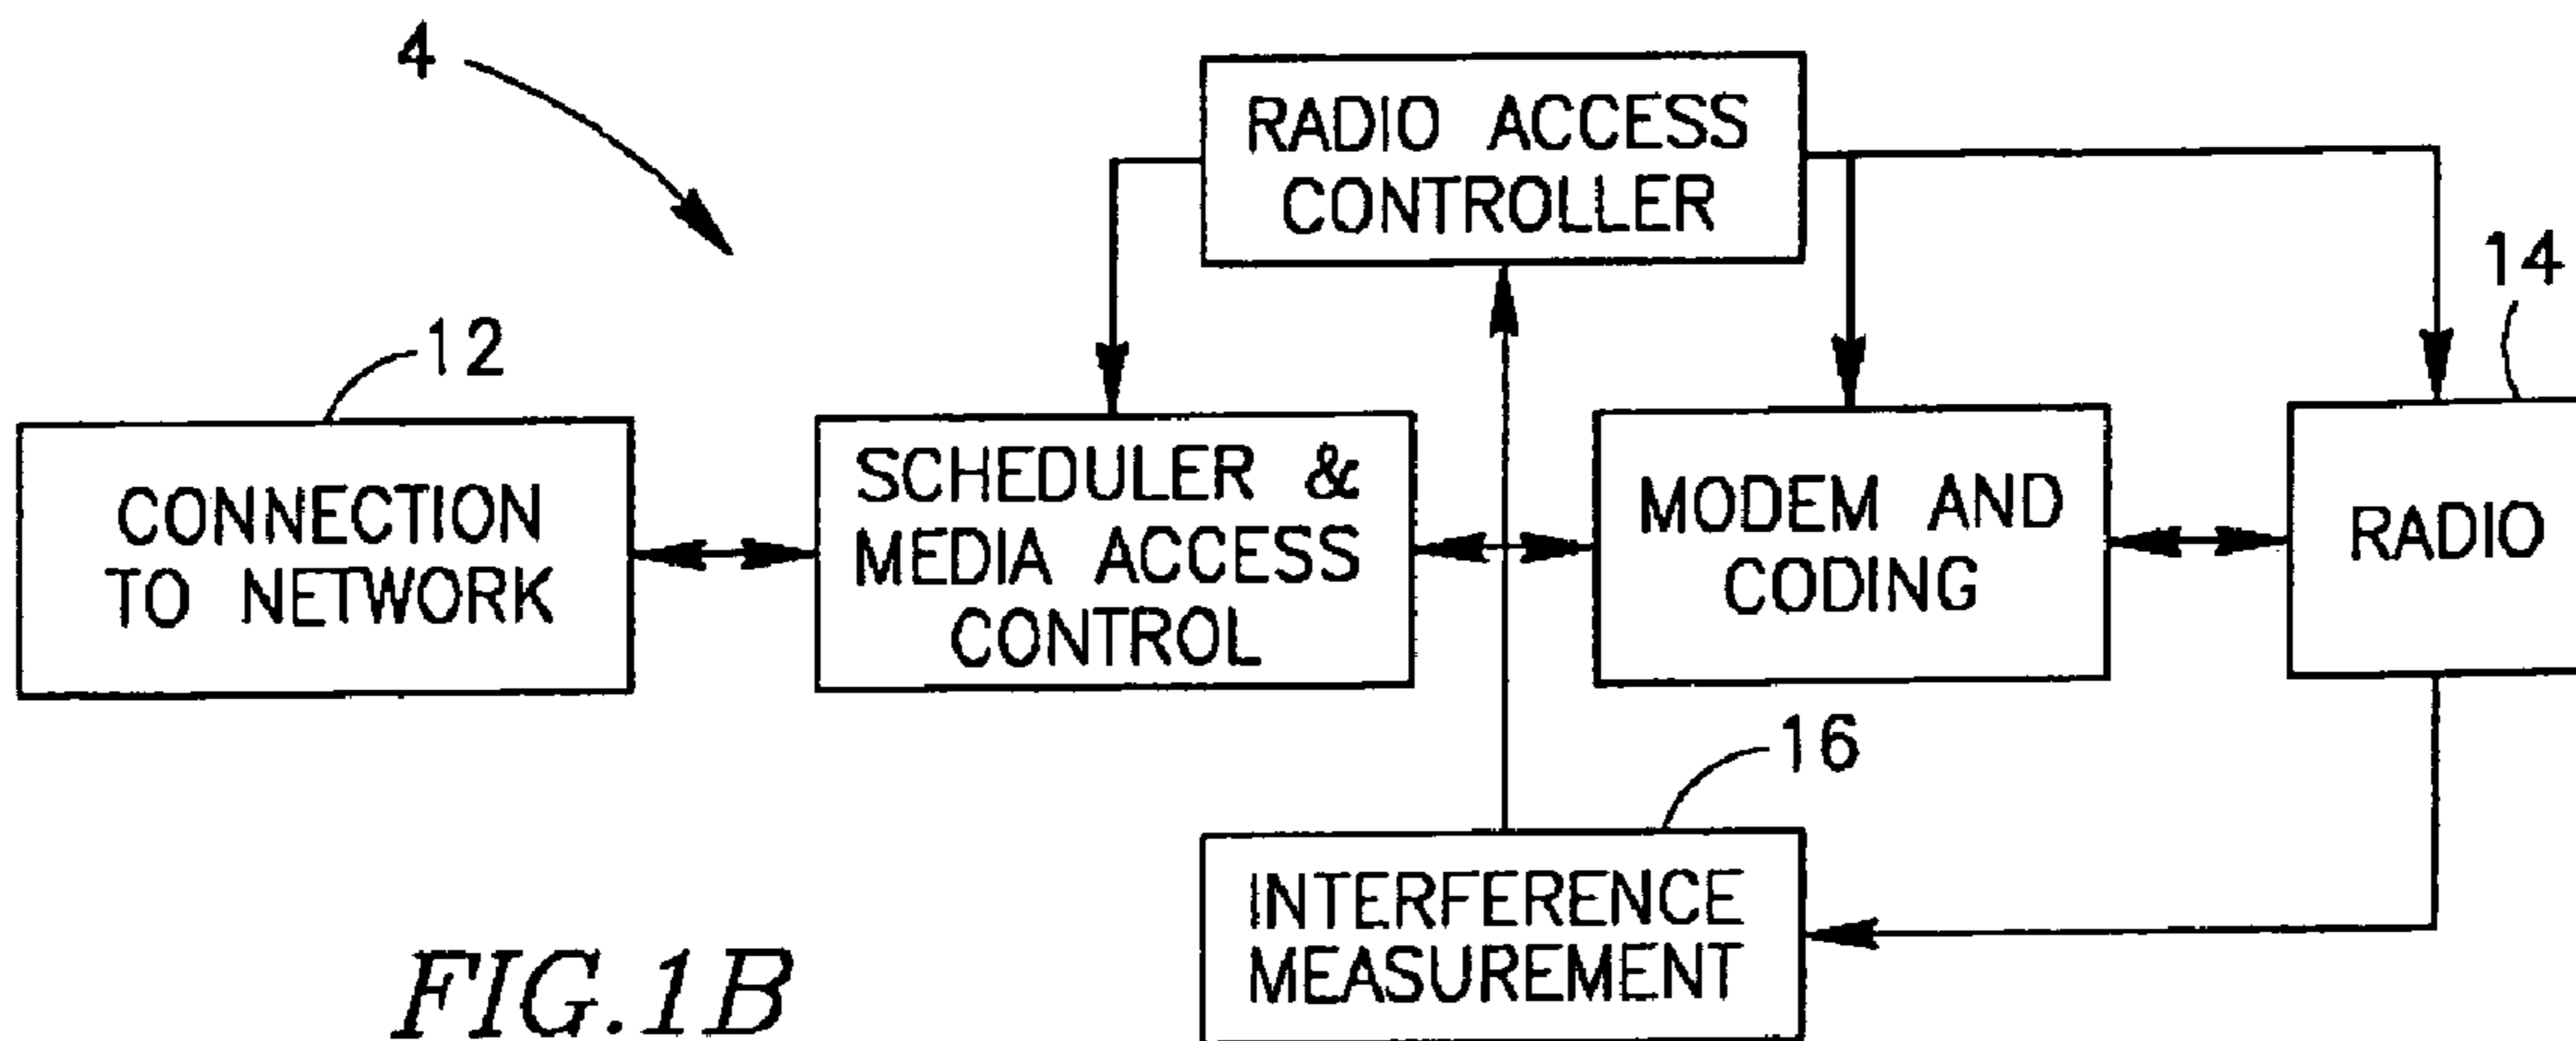 4
RADIO ACCESS
CONTROLLER
14
12
CONNECTION
TO NETWORK
SCHEDULER &
MEDIA ACCESS
CONTROL
MODEM AND
CODING
RADIO
16
INTERFERENCE
MEASUREMENT
FIG.1B